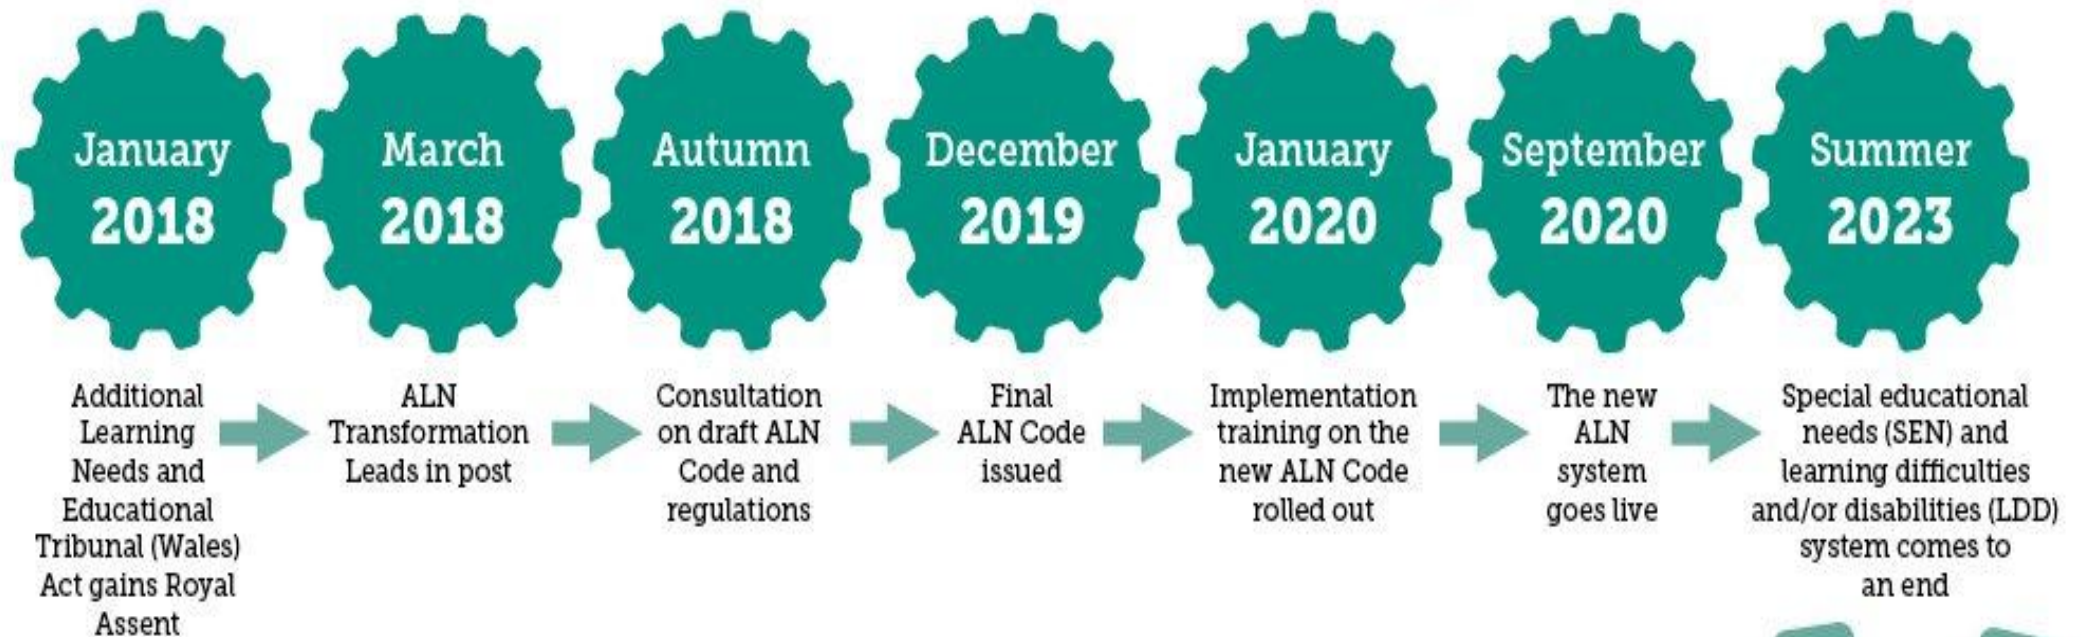 January
2018
March
2018
Autumn
2018
December
2019
January
2020
September
2020
Summer
2023
Additional
Learning
Needs and
Educational
Tribunal (Wales)
Act gains Royal
Assent
ALN
Transformation
Leads in post
Consultation
on draft ALN
Code and
regulations
Final
ALN Code
issued
Implementation
training on the
new ALN Code
rolled out
The new
ALN
system
goes live
Special educational
needs (SEN) and
learning difficulties
and/or disabilities (LDD)
system comes to
an end